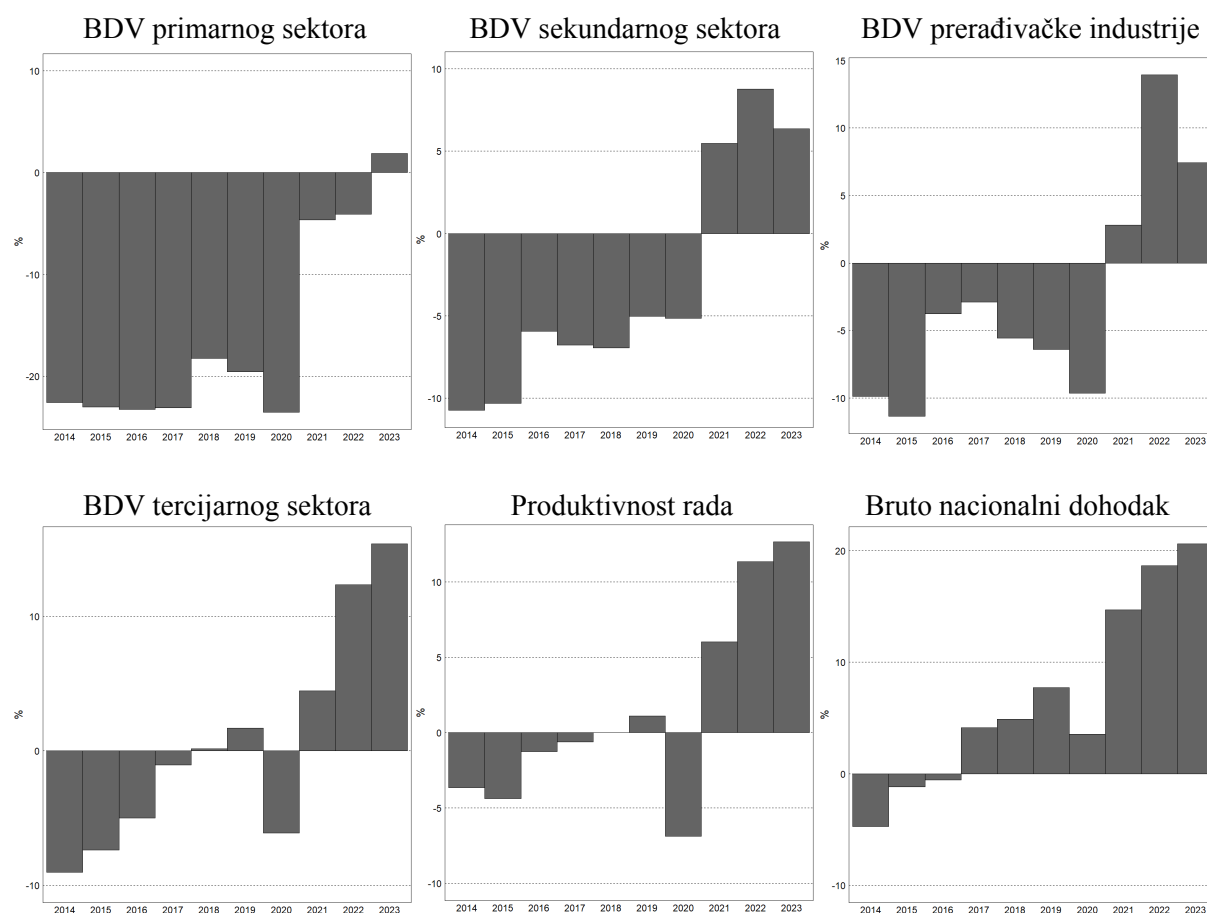 BDV primarnog sektora
10
0
-10
-20
%
2014 2015 2016 2017 2018 2019 2020 2021 2022 2023
BDV sekundarnog sektora
10
5
0
-5
-10
%
2014 2015 2016 2017 2018 2019 2020 2021 2022 2023
BDV prerađivačke industrije
15
10
5
0
-5
-10
%
2014 2015 2016 2017 2018 2019 2020 2021 2022 2023
BDV tercijarnog sektora
10
0
-10
%
2014 2015 2016 2017 2018 2019 2020 2021 2022 2023
Produktivnost rada
10
5
0
-5
-10
%
2014 2015 2016 2017 2018 2019 2020 2021 2022 2023
Bruto nacionalni dohodak
20
10
0
-10
%
2014 2015 2016 2017 2018 2019 2020 2021 2022 2023